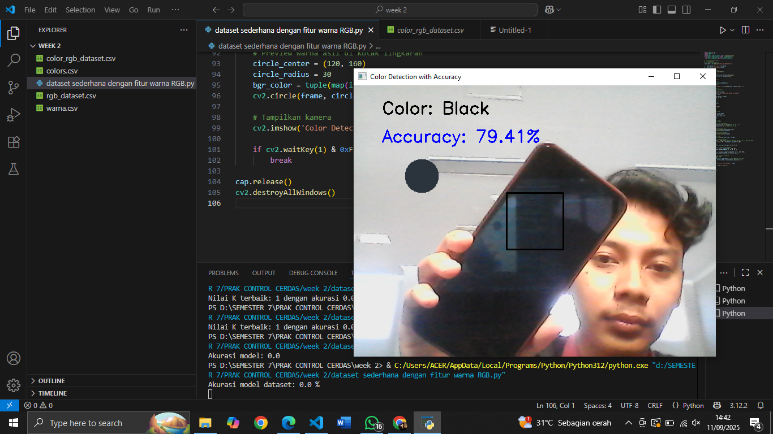 File Edit Selection View Go Run ...
week 2
EXPLORER
WEEK 2
color_rgb_dataset.csv
colors.csv
dataset sederhana dengan fitur warna RGB.py
rgb_dataset.csv
warna.csv
OUTLINE
TIMELINE
dataset sederhana dengan fitur warna RGB.py
color_rgb_dataset.csv
Untitled-1
dataset sederhana dengan fitur warna RGB.py > ...
93 circle_center = (120, 160)
94 circle_radius = 30
95 bgr_color = tuple(map(i
96 cv2.circle(frame, circl
97
98 # Tampilkan kamera
99 cv2.imshow('Color Detec
100
101 if cv2.waitKey(1) & 0xF
102 break
103
104 cap.release()
105 cv2.destroyAllWindows()
106
Color Detection with Accuracy
Color: Black
Accuracy: 79.41%
PROBLEMS OUTPUT DEBUG CONSOLE
R 7/PRAK CONTROL CERDAS/week 2/datase
Nilai K terbaik: 1 dengan akurasi 0.0
PS D:\SEMESTER 7\PRAK CONTROL CERDAS\
R 7/PRAK CONTROL CERDAS/week 2/datase
Nilai K terbaik: 1 dengan akurasi 0.0
PS D:\SEMESTER 7\PRAK CONTROL CERDAS\
R 7/PRAK CONTROL CERDAS/week 2/datase
Akurasi model: 0.0
PS D:\SEMESTER 7\PRAK CONTROL CERDAS\week 2> & C:/Users/ACER/AppData/Local/Programs/Python/Python312/python.exe "d:/SEMESTE
R 7/PRAK CONTROL CERDAS/week 2/dataset sederhana dengan fitur warna RGB.py"
Akurasi model dataset: 0.0 %
Python
Python
Python
0 0 Ln 106, Col 1 Spaces: 4 UTF-8 CRLF {} Python 3.12.2
Type here to search
16
31°C Sebagian cerah
14:42
11/09/2025
4